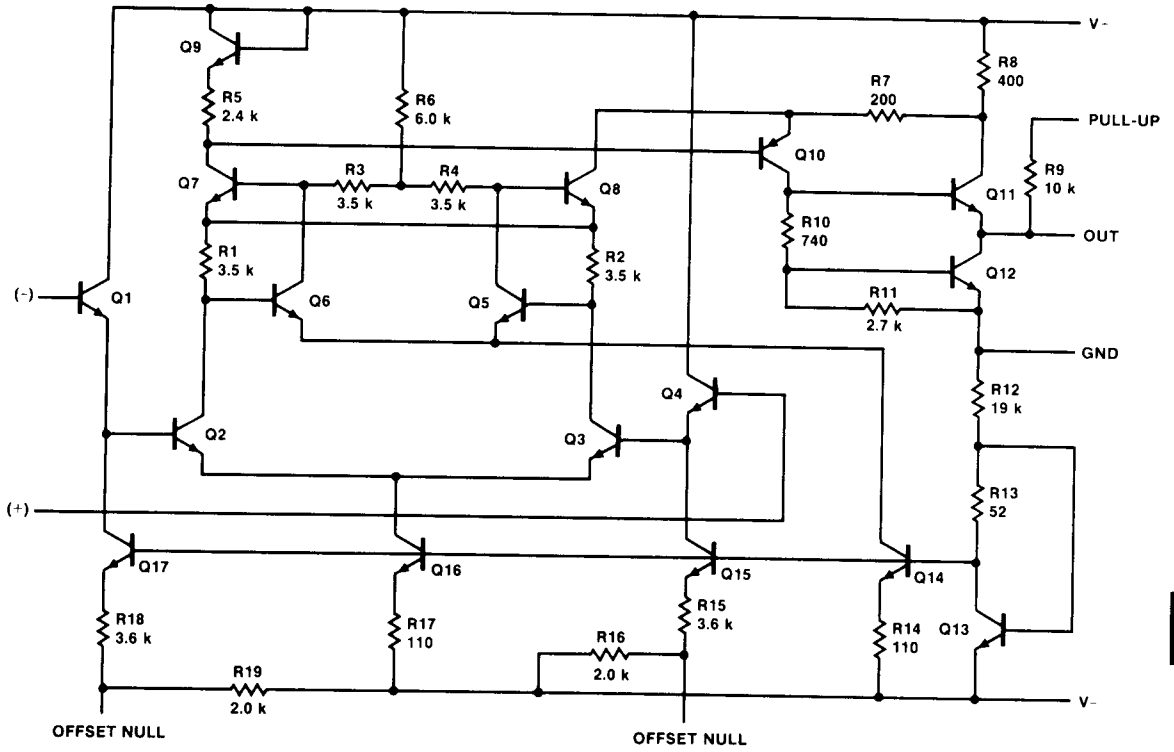 V-
Q9
R5
2.4 k
R6
6.0 k
R7
200
R8
400
PULL-UP
Q10
R9
10 k
Q7
R3
3.5 k
R4
3.5 k
Q8
Q11
R10
740
OUT
R1
3.5 k
R2
3.5 k
Q12
(-)
Q1
Q6
Q5
R11
2.7 k
GND
Q4
R12
19 k
Q2
Q3
R13
52
(+)
Q17
Q16
Q15
Q14
R18
3.6 k
R17
110
R15
3.6 k
R14
110
Q13
R16
2.0 k
R19
2.0 k
V-
OFFSET NULL
OFFSET NULL